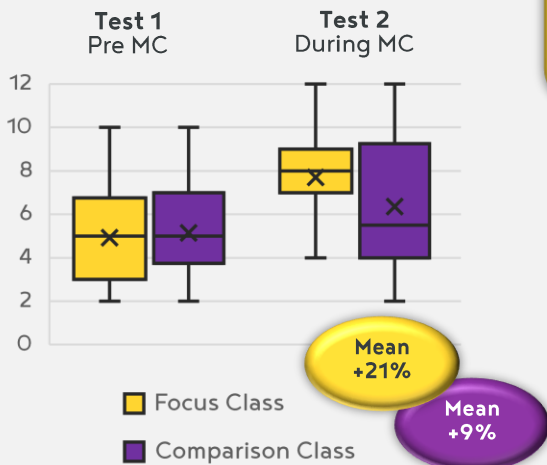 Test 1
Pre MC
Test 2
During MC
12
10
8
6
4
2
0
Mean
+21%
Focus Class
Mean
+9%
Comparison Class